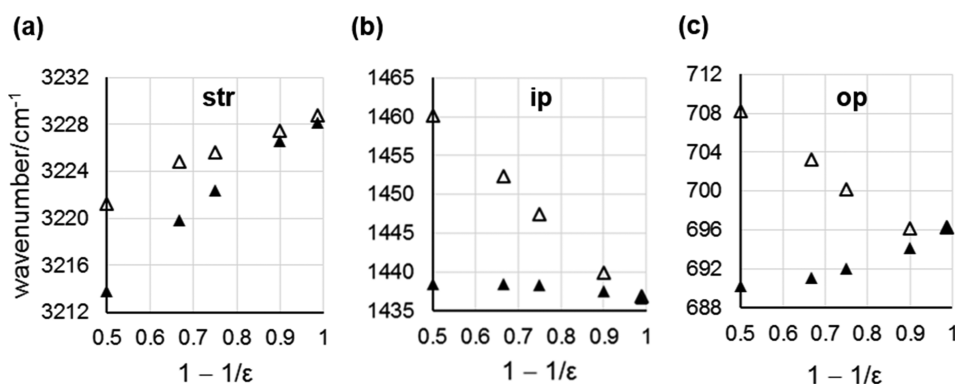 (a)
wavenumber/cm⁻¹
3232
3228
3224
3220
3216
3212
str
0.5 0.6 0.7 0.8 0.9 1
1 − 1/ε
(b)
1465
1460
1455
1450
1445
1440
1435
ip
0.5 0.6 0.7 0.8 0.9 1
1 − 1/ε
(c)
712
708
704
700
696
692
688
op
0.5 0.6 0.7 0.8 0.9 1
1 − 1/ε